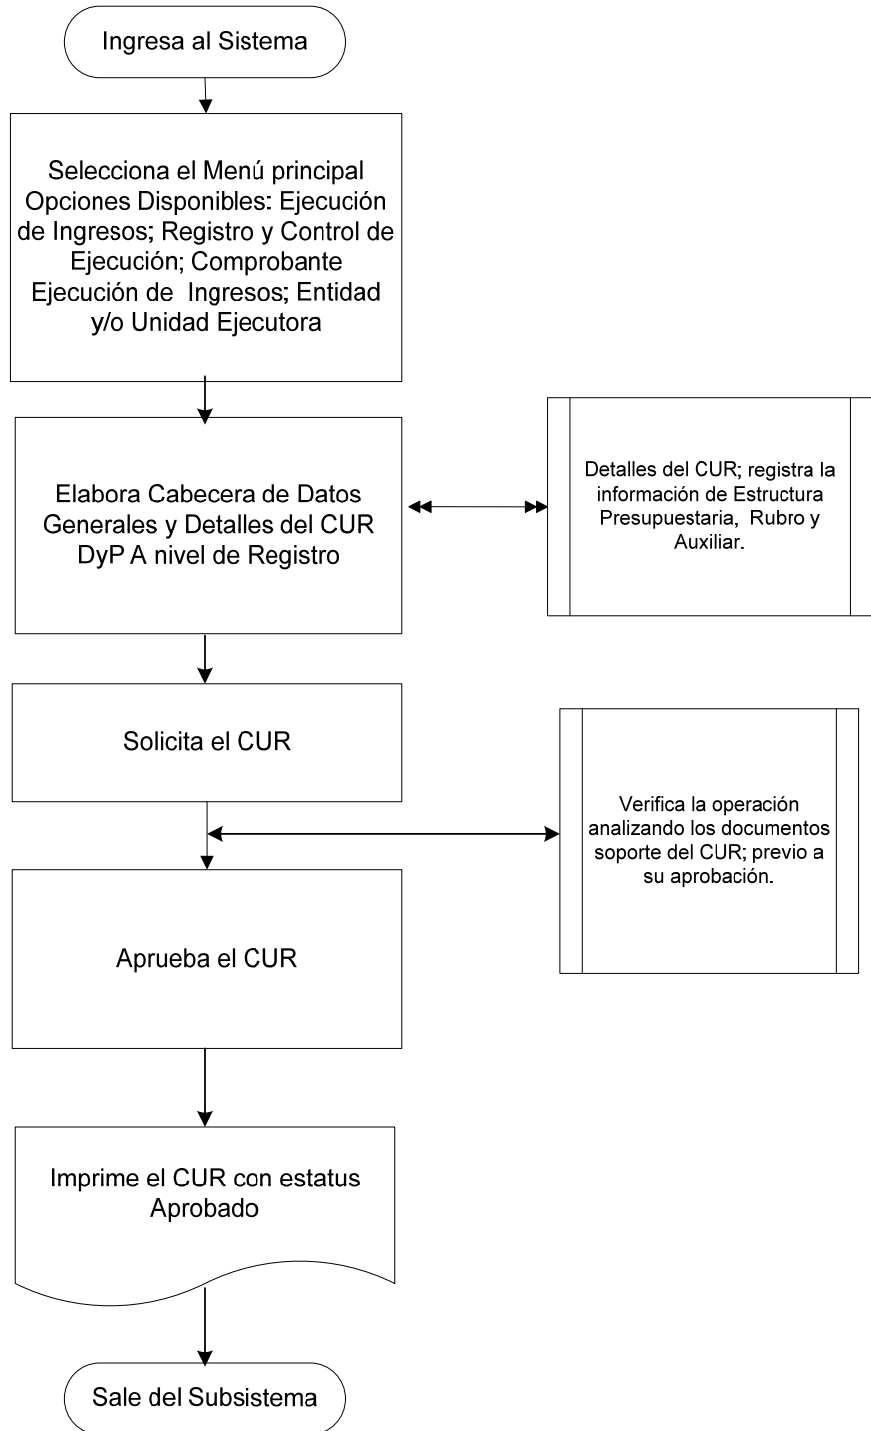 Ingresa al Sistema
Selecciona el Menú principal
Opciones Disponibles: Ejecución
de Ingresos; Registro y Control de
Ejecución; Comprobante
Ejecución de Ingresos; Entidad
y/o Unidad Ejecutora
Elabora Cabecera de Datos
Generales y Detalles del CUR
DyP A nivel de Registro
Detalles del CUR; registra la
información de Estructura
Presupuestaria, Rubro y
Auxiliar.
Solicita el CUR
Verifica la operación
analizando los documentos
soporte del CUR; previo a
su aprobación.
Aprueba el CUR
Imprime el CUR con estatus
Aprobado
Sale del Subsistema